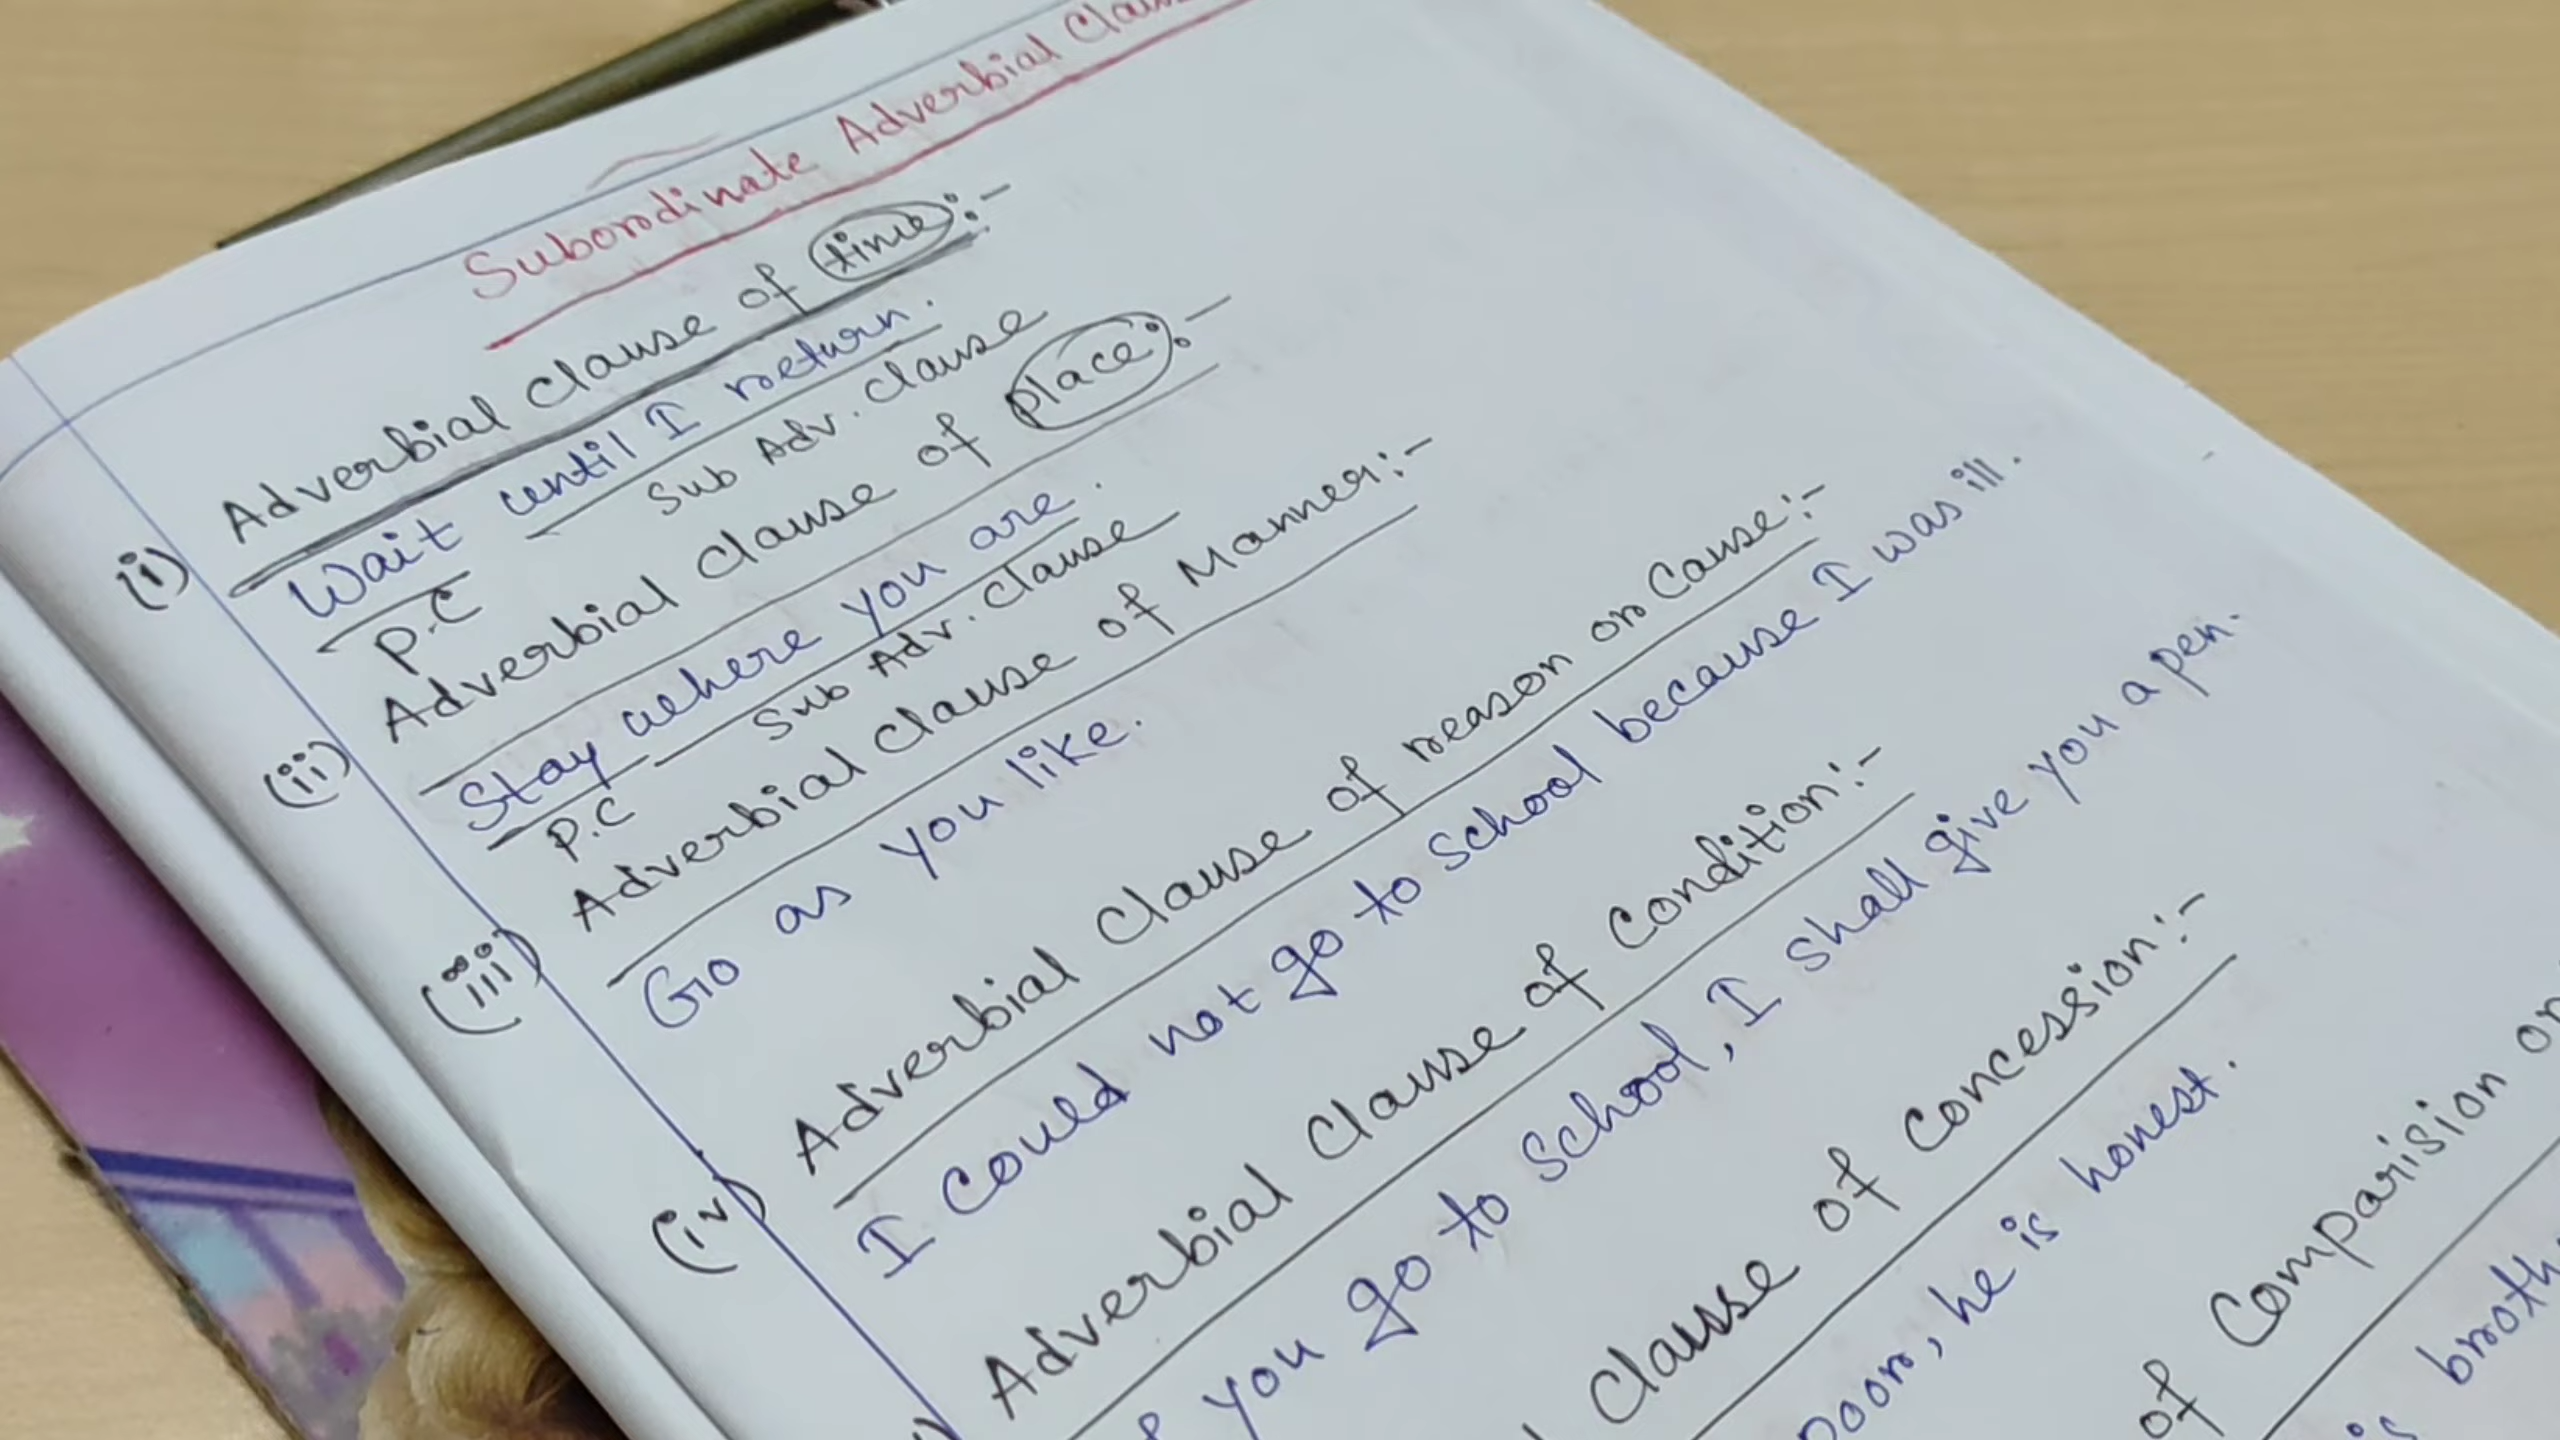 Subordinate Adverbial
(i) Adverbial Clause of time:-
Wait until I return.
P.C Sub Adv. Clause
(ii) Adverbial Clause of place:-
Stay where you are.
P.C Sub Adv. Clause
(iii) Adverbial Clause of Manner:-
Go as you like.
(iv) Adverbial Clause of reason or Cause:-
I Could not go to School because I was ill.
Adverbial Clause of Condition:-
you go to School, I shall give you a pen.
Clause of Concession:-
poor, he is honest.
of Comparision
is